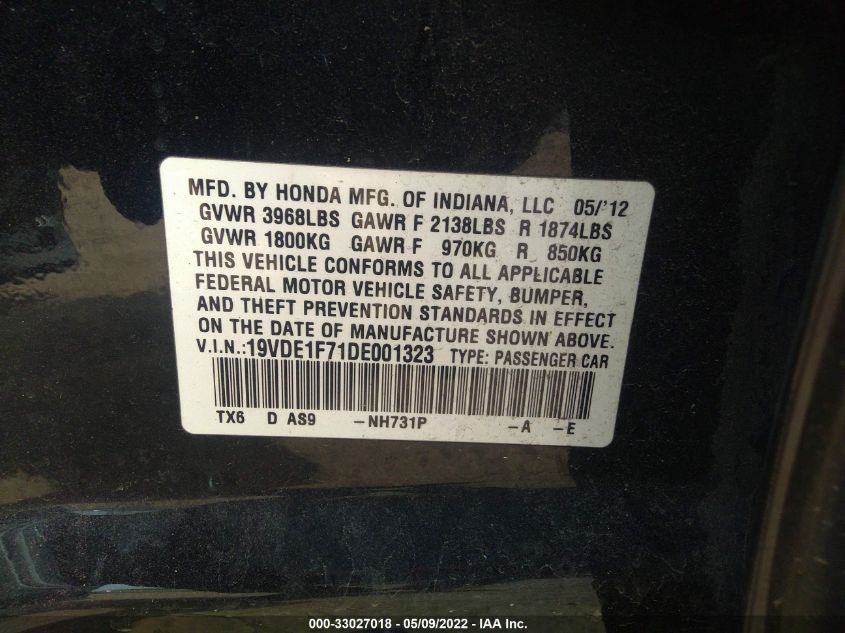 MFD. BY HONDA MFG. OF INDIANA, LLC 05/'12
GVWR 3968LBS GAWR F 2138LBS R 1874LBS
GVWR 1800KG GAWR F 970KG R 850KG
THIS VEHICLE CONFORMS TO ALL APPLICABLE
FEDERAL MOTOR VEHICLE SAFETY, BUMPER,
AND THEFT PREVENTION STANDARDS IN EFFECT
ON THE DATE OF MANUFACTURE SHOWN ABOVE.
V.I.N.:19VDE1F71DE001323 TYPE: PASSENGER CAR
TX6 D AS9 -NH731P -A -E
000-33027018 - 05/09/2022 - IAA Inc.